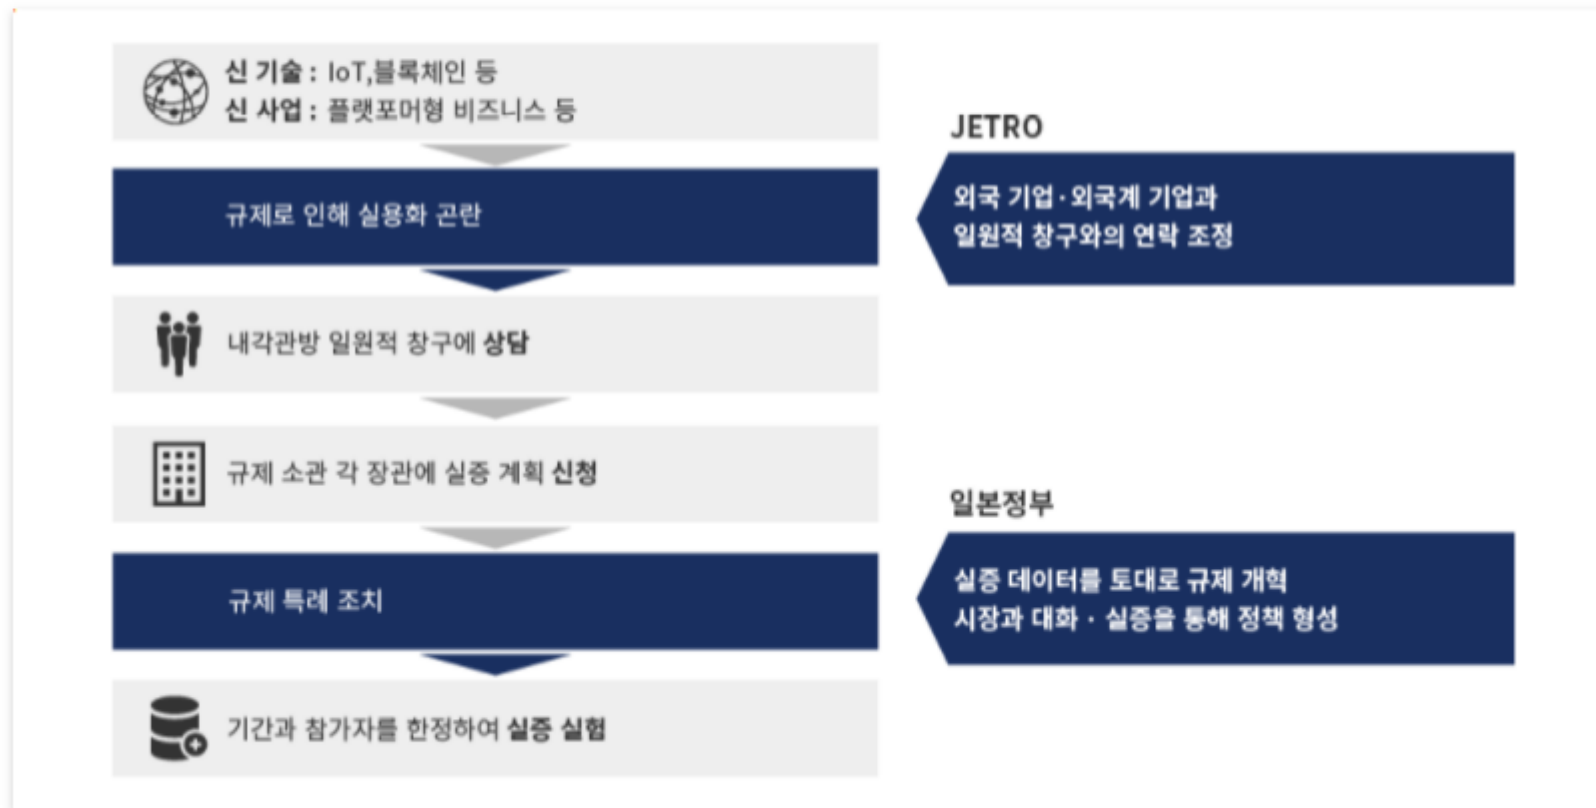 신 기술 : IoT,블록체인 등
신 사업 : 플랫포머형 비즈니스 등
규제로 인해 실용화 곤란
내각관방 일원적 창구에 상담
규제 소관 각 장관에 실증 계획 신청
규제 특례 조치
기간과 참가자를 한정하여 실증 실험
JETRO
외국 기업·외국계 기업과
일원적 창구와의 연락 조정
일본정부
실증 데이터를 토대로 규제 개혁
시장과 대화 · 실증을 통해 정책 형성